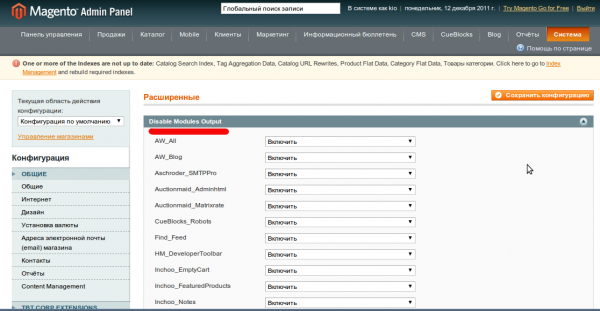 Magento Admin Panel
Глобальный поиск записи
Вы системе как kio | понедельник, 12 декабря 2011 г. | Try Magento Go for Free | Выйти
Панель управления Продажи Каталог Mobile Клиенты Маркетинг Информационный бюллетень CMS CueBlocks Blog Отчёты Система
Помощь по странице
One or more of the Indexes are not up to date: Catalog Search Index, Tag Aggregation Data, Catalog URL Rewrites, Product Flat Data, Category Flat Data, Товары категории. Click here to go to Index
Management and rebuild required indexes.
Текущая область действия
конфигурации:
Конфигурация по умолчанию
Управление магазинами
Конфигурация
ОБЩИЕ
Общие
Интернет
Дизайн
Установка валюты
Адреса электронной почты
(email) магазина
Контакты
Отчёты
Content Management
TBT CORP EXTENSIONS
Расширенные
Сохранить конфигурацию
Disable Modules Output
AW_All Включить
AW_Blog Включить
Aschroder_SMTPPro Включить
Auctionmaid_Adminhtml Включить
Auctionmaid_Matrixrate Включить
CueBlocks_Robots Включить
Find_Feed Включить
HM_DeveloperToolbar Включить
Inchoo_EmptyCart Включить
Inchoo_FeaturedProducts Включить
Inchoo_Notes Включить